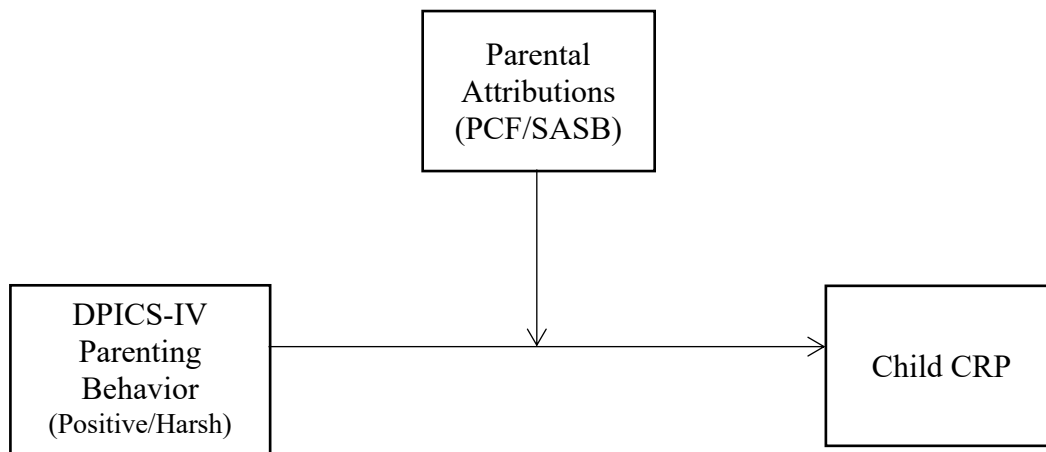 Parental
Attributions
(PCF/SASB)
DPICS-IV
Parenting
Behavior
(Positive/Harsh)
Child CRP